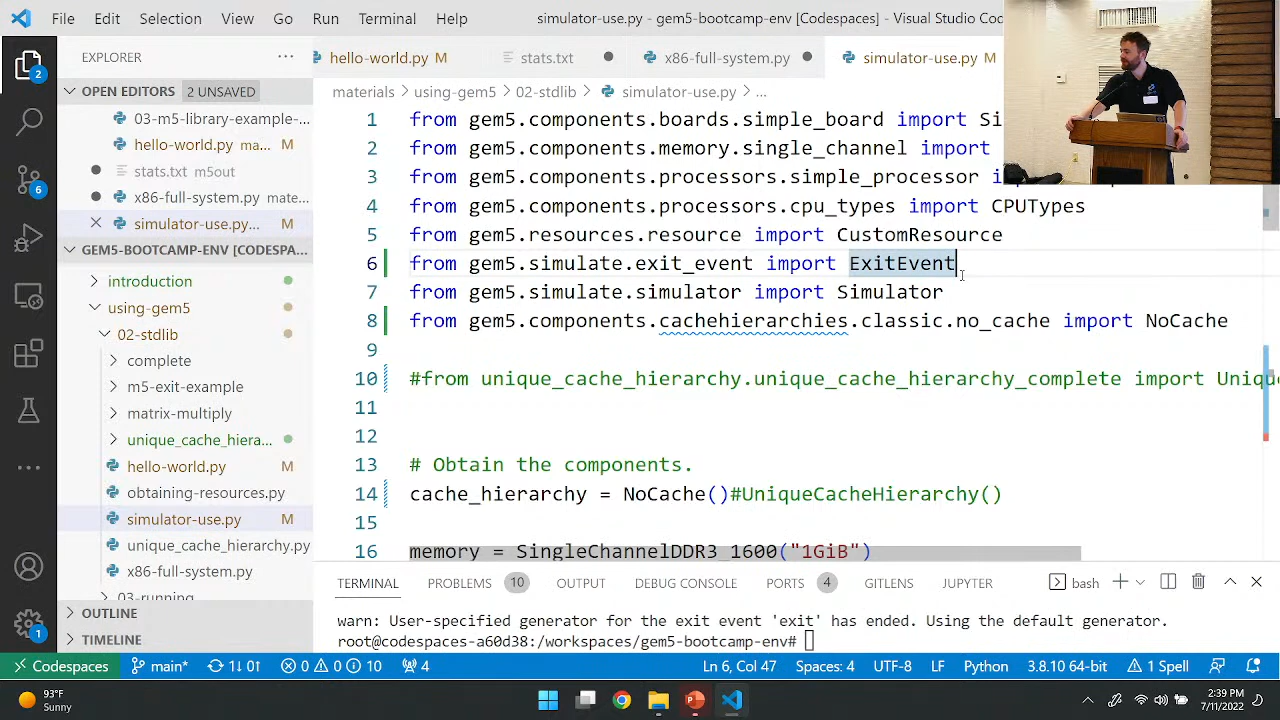 File Edit Selection View Go Run Terminal Help
simulator-use.py - gem5-bootcamp-env [Codespaces] - Visual Studio Code
EXPLORER
OPEN EDITORS 2 UNSAVED
03-m5-library-example-...
hello-world.py ma... M
stats.txt m5out
x86-full-system.py mate...
simulator-use.py... M
GEM5-BOOTCAMP-ENV [CODESPA...
introduction
using-gem5
02-stdlib
complete
m5-exit-example
matrix-multiply
unique_cache_hiera...
hello-world.py M
obtaining-resources.py
simulator-use.py M
unique_cache_hierarchy.py
x86-full-system.py
03-running
OUTLINE
TIMELINE
2
6
1
hello-world.py M
stats.txt
x86-full-system.py
simulator-use.py M
materials > using-gem5 > 02-stdlib > simulator-use.py > ...
1 from gem5.components.boards.simple_board import Si
2 from gem5.components.memory.single_channel import
3 from gem5.components.processors.simple_processor
4 from gem5.components.processors.cpu_types import CPUTypes
5 from gem5.resources.resource import CustomResource
6 from gem5.simulate.exit_event import ExitEvent
7 from gem5.simulate.simulator import Simulator
8 from gem5.components.cachehierarchies.classic.no_cache import NoCache
9
10 #from unique_cache_hierarchy.unique_cache_hierarchy_complete import Uniqu
11
12
13 # Obtain the components.
14 cache_hierarchy = NoCache()#UniqueCacheHierarchy()
15
16 memory = SingleChannelDDR3_1600("1GiB")
TERMINAL PROBLEMS 10 OUTPUT DEBUG CONSOLE PORTS 4 GITLENS JUPYTER bash
warn: User-specified generator for the exit event 'exit' has ended. Using the default generator.
root@codespaces-a60d38:/workspaces/gem5-bootcamp-env#
Codespaces main* 1↓ 0↑ 0 0 10 4 Ln 6, Col 47 Spaces: 4 UTF-8 LF Python 3.8.10 64-bit 1 Spell
93°F
Sunny
2:39 PM
7/11/2022